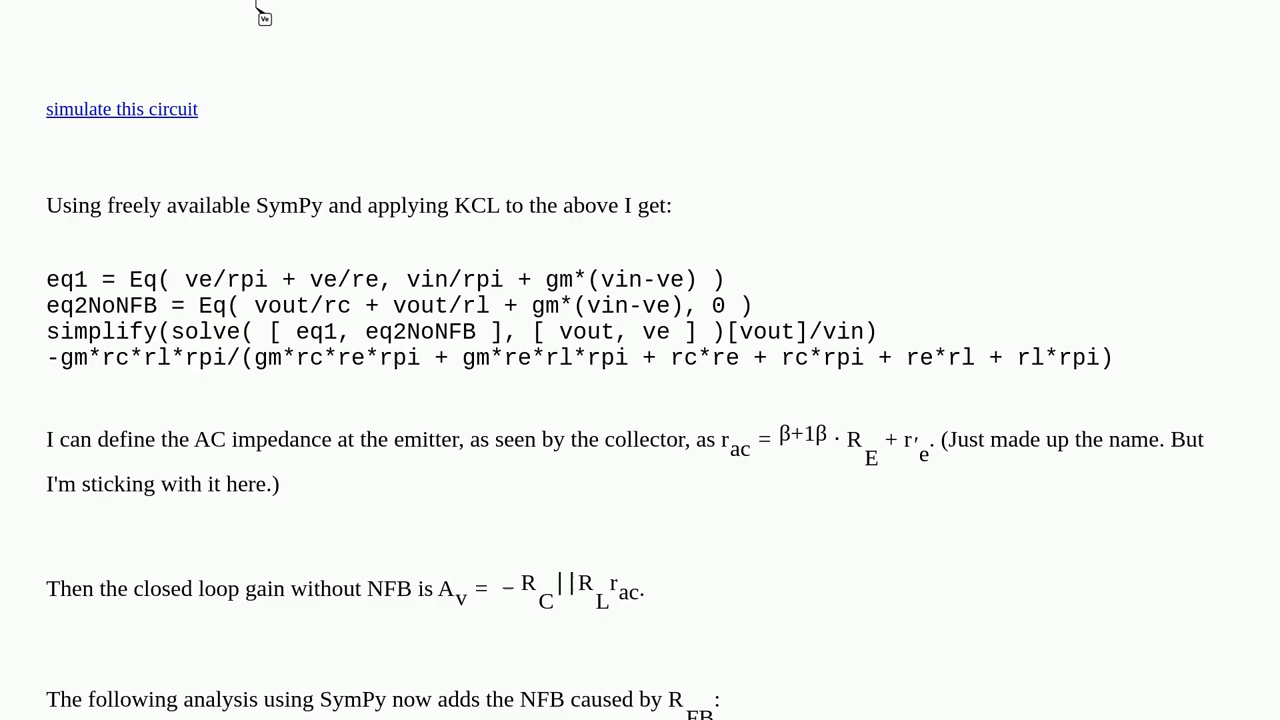 Ve
simulate this circuit
Using freely available SymPy and applying KCL to the above I get:
eq1 = Eq( ve/rpi + ve/re, vin/rpi + gm*(vin-ve) )
eq2NoNFB = Eq( vout/rc + vout/rl + gm*(vin-ve), 0 )
simplify(solve( [ eq1, eq2NoNFB ], [ vout, ve ] )[vout]/vin)
-gm*rc*rl*rpi/(gm*rc*re*rpi + gm*re*rl*rpi + rc*re + rc*rpi + re*rl + rl*rpi)
I can define the AC impedance at the emitter, as seen by the collector, as rac = β+1β · RE + r′e. (Just made up the name. But
I'm sticking with it here.)
Then the closed loop gain without NFB is Av = − RC||RLrac.
The following analysis using SymPy now adds the NFB caused by RFB: